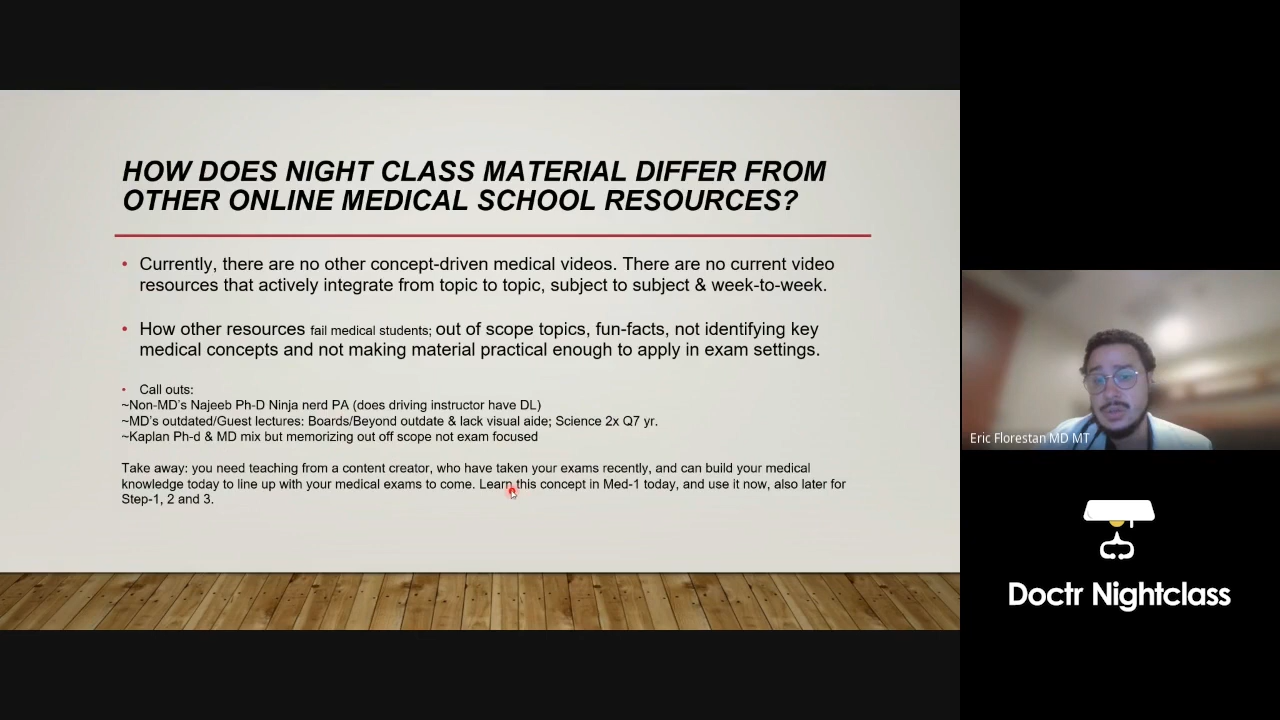 HOW DOES NIGHT CLASS MATERIAL DIFFER FROM
OTHER ONLINE MEDICAL SCHOOL RESOURCES?
• Currently, there are no other concept-driven medical videos. There are no current video
resources that actively integrate from topic to topic, subject to subject & week-to-week.
• How other resources fail medical students; out of scope topics, fun-facts, not identifying key
medical concepts and not making material practical enough to apply in exam settings.
• Call outs:
~Non-MD's Najeeb Ph-D Ninja nerd PA (does driving instructor have DL)
~MD's outdated/Guest lectures: Boards/Beyond outdate & lack visual aide; Science 2x Q7 yr.
~Kaplan Ph-d & MD mix but memorizing out off scope not exam focused
Take away: you need teaching from a content creator, who have taken your exams recently, and can build your medical
knowledge today to line up with your medical exams to come. Learn this concept in Med-1 today, and use it now, also later for
Step-1, 2 and 3.
Eric Florestan MD MT
Doctr Nightclass